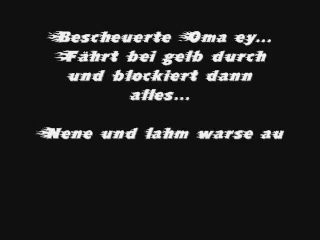 Bescheuerte Oma ey...
Fährt bei gelb durch
und blockiert dann
alles...
Nene und lahm warse au